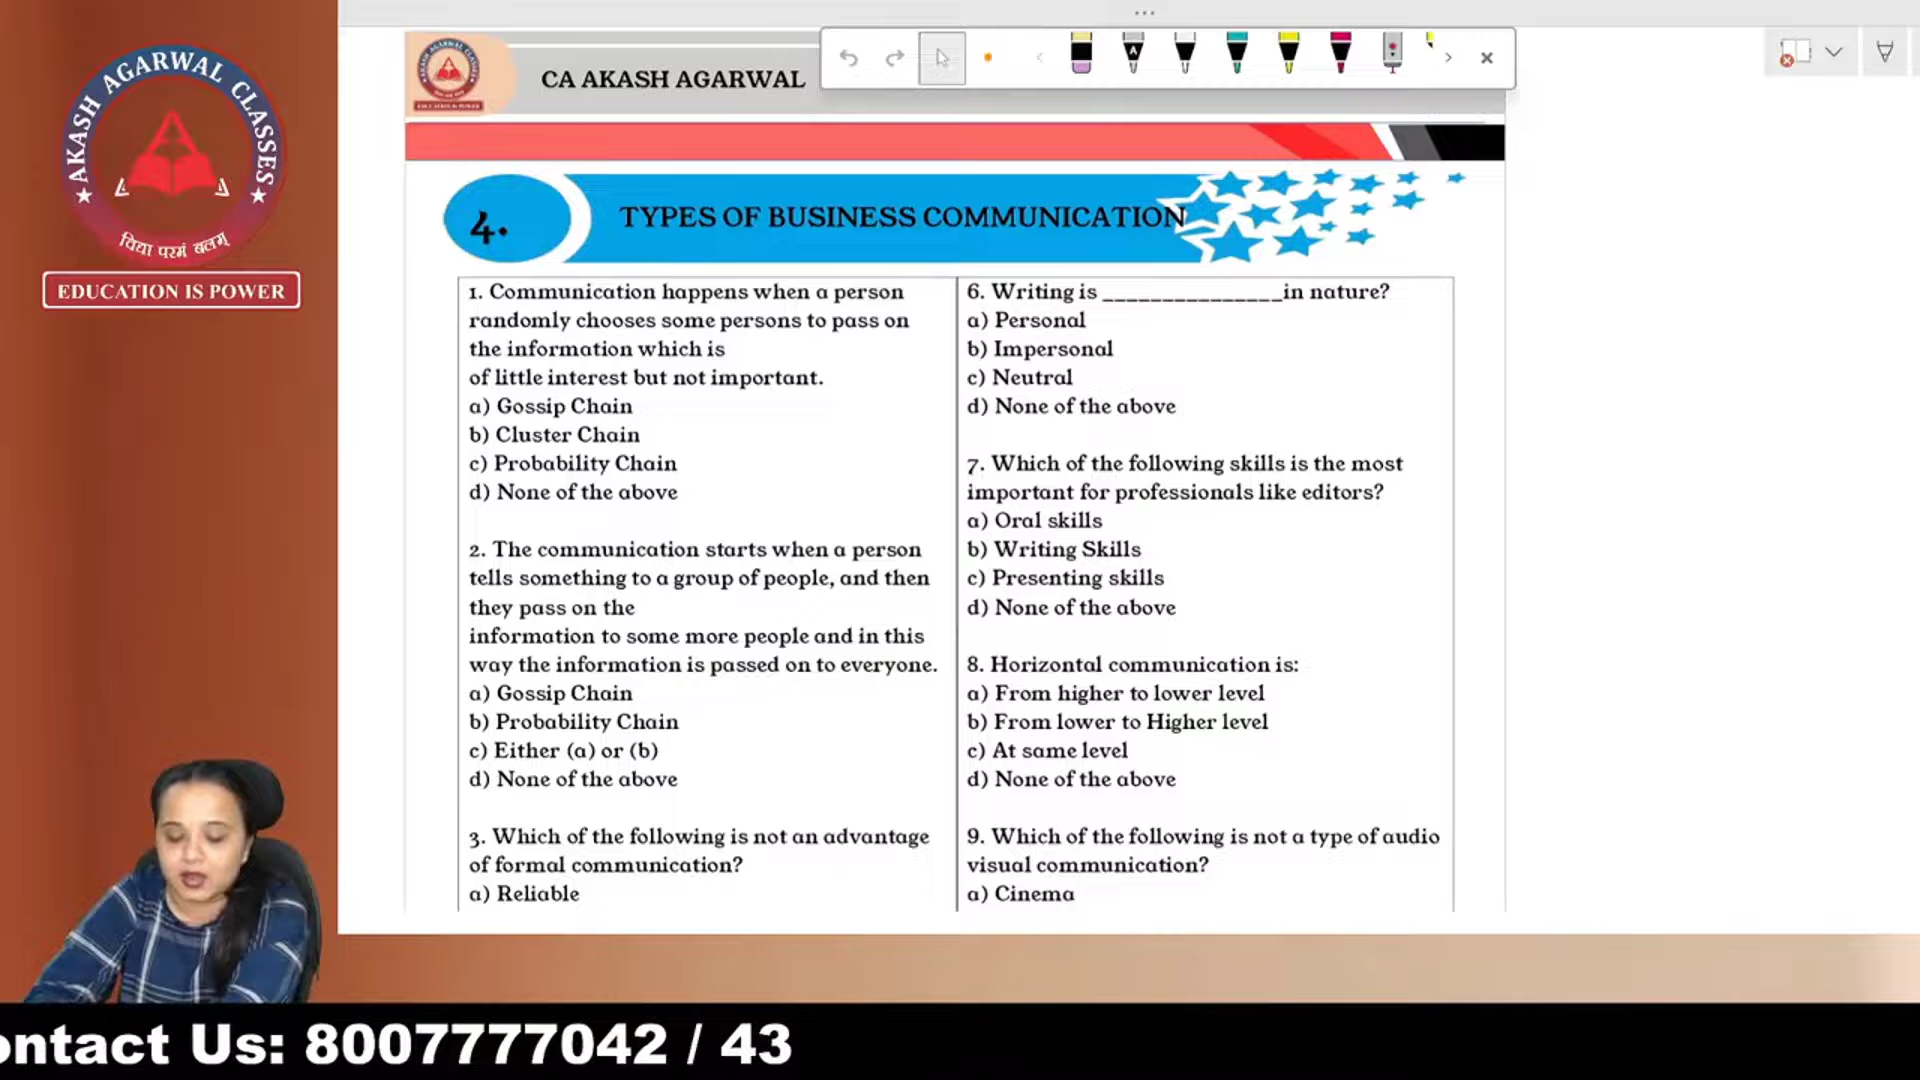 AKASH AGARWAL CLASSES
विद्या परमं बलम्
EDUCATION IS POWER
CA AKASH AGARWAL
4.
TYPES OF BUSINESS COMMUNICATION
1. Communication happens when a person
randomly chooses some persons to pass on
the information which is
of little interest but not important.
a) Gossip Chain
b) Cluster Chain
c) Probability Chain
d) None of the above
2. The communication starts when a person
tells something to a group of people, and then
they pass on the
information to some more people and in this
way the information is passed on to everyone.
a) Gossip Chain
b) Probability Chain
c) Either (a) or (b)
d) None of the above
3. Which of the following is not an advantage
of formal communication?
a) Reliable
6. Writing is _______________in nature?
a) Personal
b) Impersonal
c) Neutral
d) None of the above
7. Which of the following skills is the most
important for professionals like editors?
a) Oral skills
b) Writing Skills
c) Presenting skills
d) None of the above
8. Horizontal communication is:
a) From higher to lower level
b) From lower to Higher level
c) At same level
d) None of the above
9. Which of the following is not a type of audio
visual communication?
a) Cinema
ontact Us: 8007777042 / 43